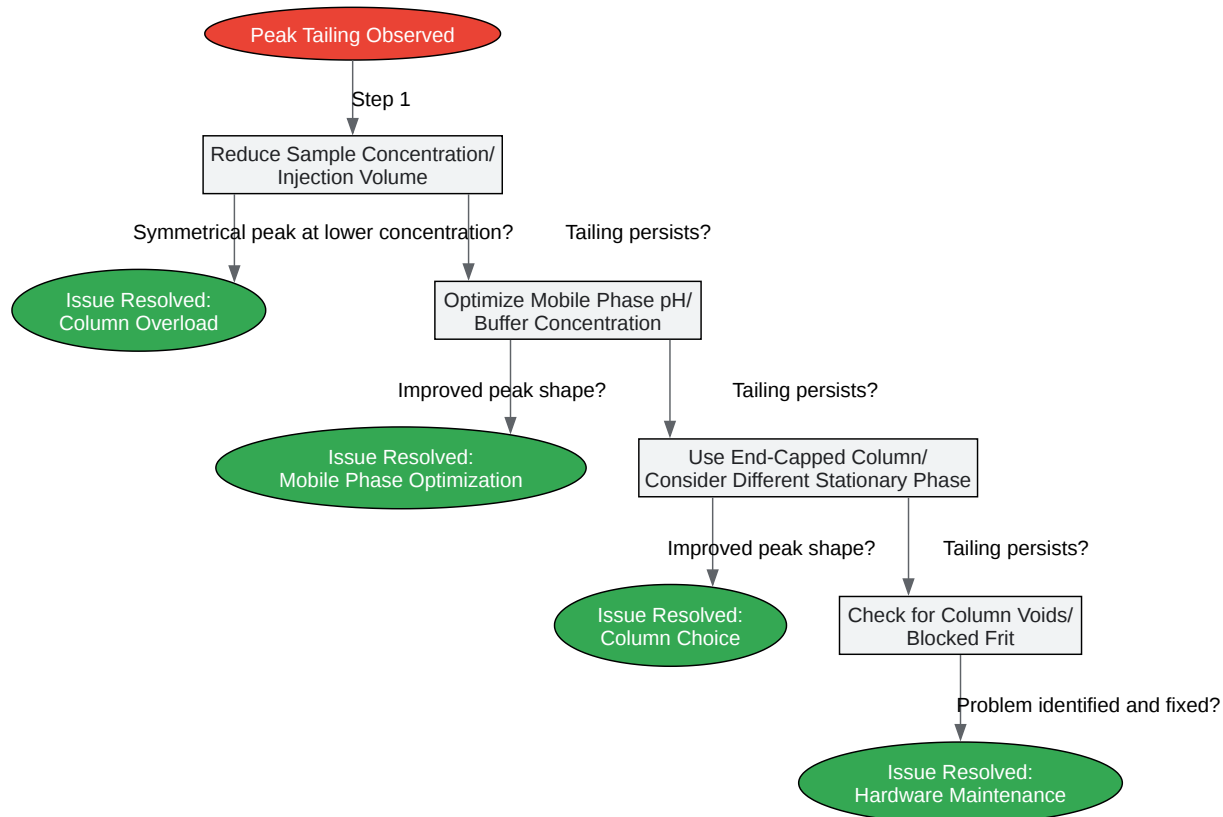 Peak Tailing Observed
Step 1
Reduce Sample Concentration/
Injection Volume
Symmetrical peak at lower concentration?
Tailing persists?
Issue Resolved:
Column Overload
Optimize Mobile Phase pH/
Buffer Concentration
Improved peak shape?
Tailing persists?
Issue Resolved:
Mobile Phase Optimization
Use End-Capped Column/
Consider Different Stationary Phase
Improved peak shape?
Tailing persists?
Issue Resolved:
Column Choice
Check for Column Voids/
Blocked Frit
Problem identified and fixed?
Issue Resolved:
Hardware Maintenance